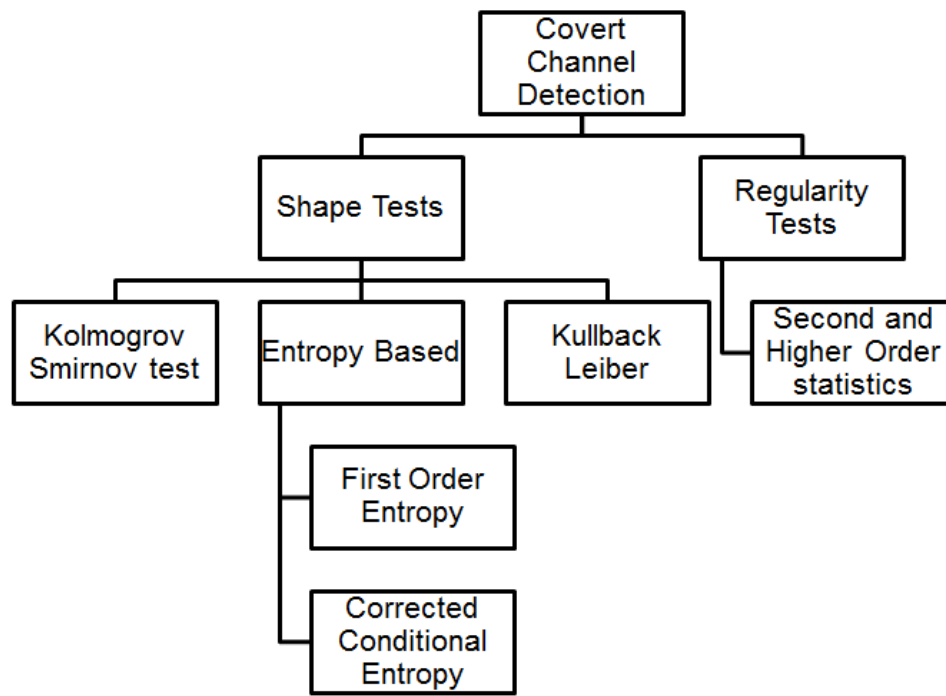 Covert
Channel
Detection
Shape Tests
Regularity
Tests
Kolmogrov
Smirnov test
Entropy Based
Kullback
Leiber
Second and
Higher Order
statistics
First Order
Entropy
Corrected
Conditional
Entropy